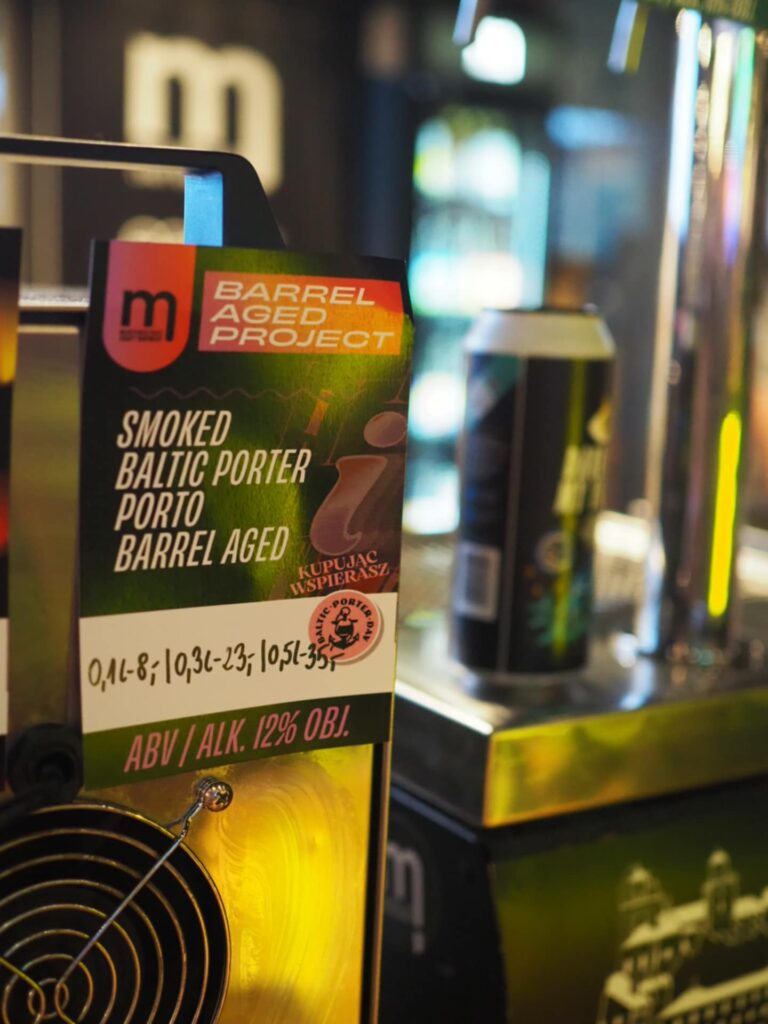 m
m
BARREL
AGED
PROJECT
SMOKED
BALTIC PORTER
PORTO
BARREL AGED
i
KUPUJĄC
WSPIERASZ
BALTIC·PORTER·DAY
0,1L-8,- | 0,3L-23,- | 0,5L-35,-
ABV / ALK. 12% OBJ.
m